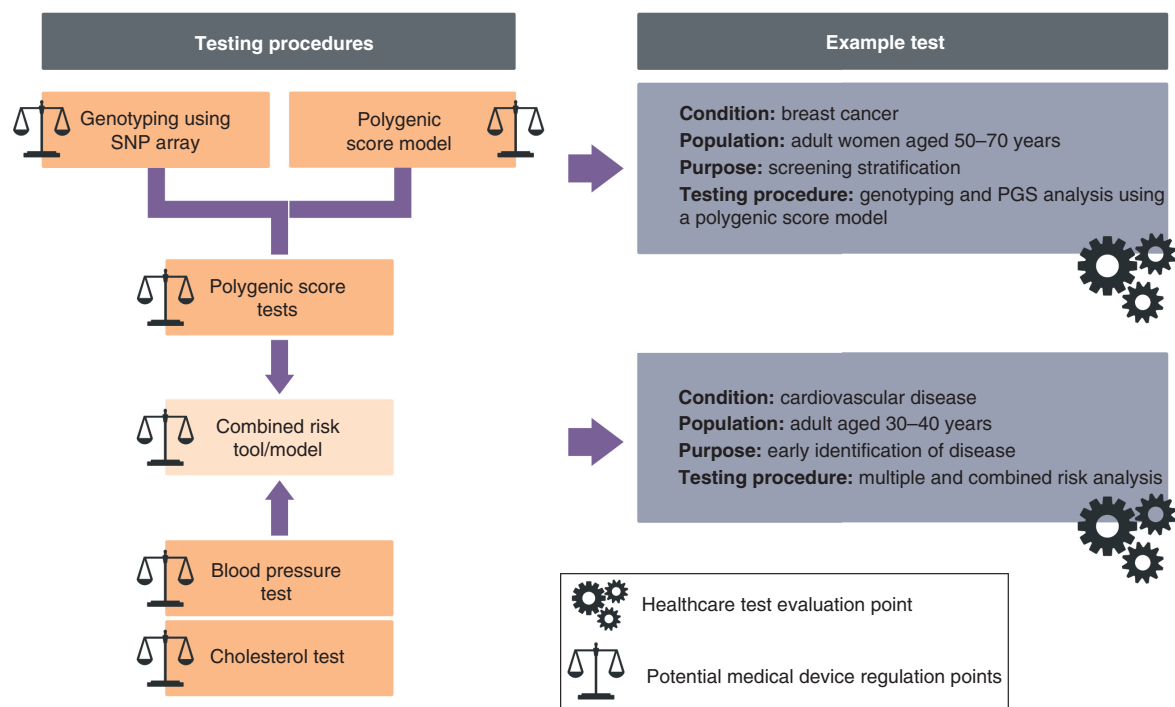 Testing procedures
Example test
Genotyping using
SNP array
Polygenic
score model
Condition: breast cancer
Population: adult women aged 50–70 years
Purpose: screening stratification
Testing procedure: genotyping and PGS analysis using
a polygenic score model
Polygenic score
tests
Combined risk
tool/model
Condition: cardiovascular disease
Population: adult aged 30–40 years
Purpose: early identification of disease
Testing procedure: multiple and combined risk analysis
Blood pressure
test
Cholesterol test
Healthcare test evaluation point
Potential medical device regulation points